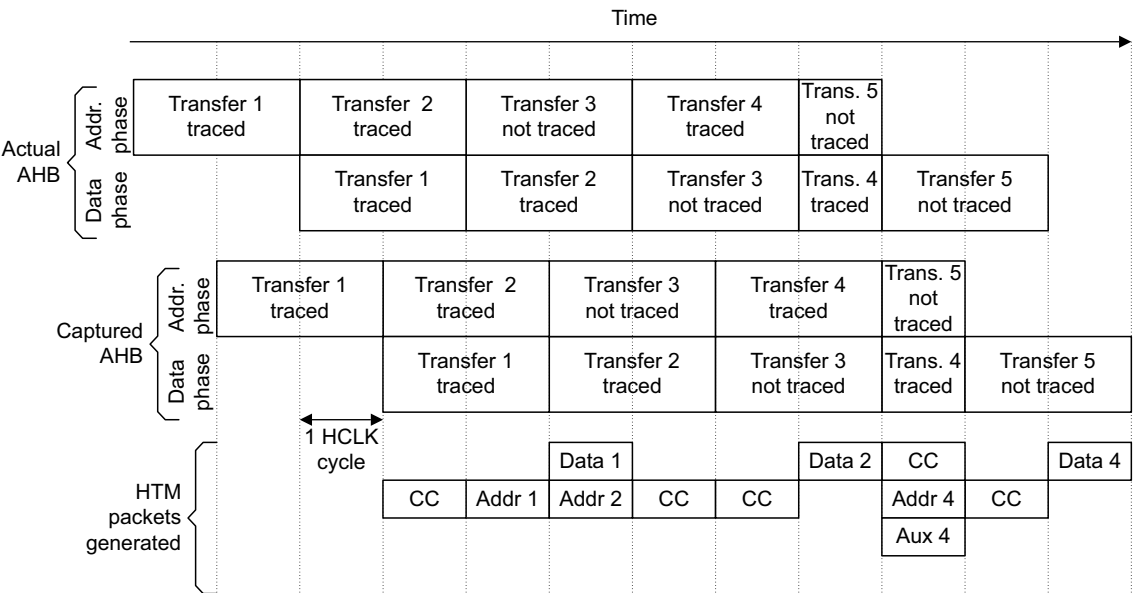 Time
Actual
AHB
Addr.
phase
Transfer 1
traced
Transfer 2
traced
Transfer 3
not traced
Transfer 4
traced
Trans. 5
not
traced
Data
phase
Transfer 1
traced
Transfer 2
traced
Transfer 3
not traced
Trans. 4
traced
Transfer 5
not traced
Captured
AHB
Addr.
phase
Transfer 1
traced
Transfer 2
traced
Transfer 3
not traced
Transfer 4
traced
Trans. 5
not
traced
Data
phase
Transfer 1
traced
Transfer 2
traced
Transfer 3
not traced
Trans. 4
traced
Transfer 5
not traced
1 HCLK
cycle
HTM
packets
generated
Data 1
Data 2
CC
Data 4
CC
Addr 1
Addr 2
CC
CC
Addr 4
CC
Aux 4